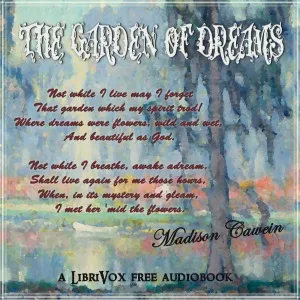 THE GARDEN OF DREAMS
Not while I live may I forget
That garden which my spirit trod!
Where dreams were flowers, wild and wet,
And beautiful as God.
Not while I breathe, awake adream,
Shall live again for me those hours,
When, in its mystery and gleam,
I met her 'mid the flowers.
Madison Cawein
a LibriVox free audiobook